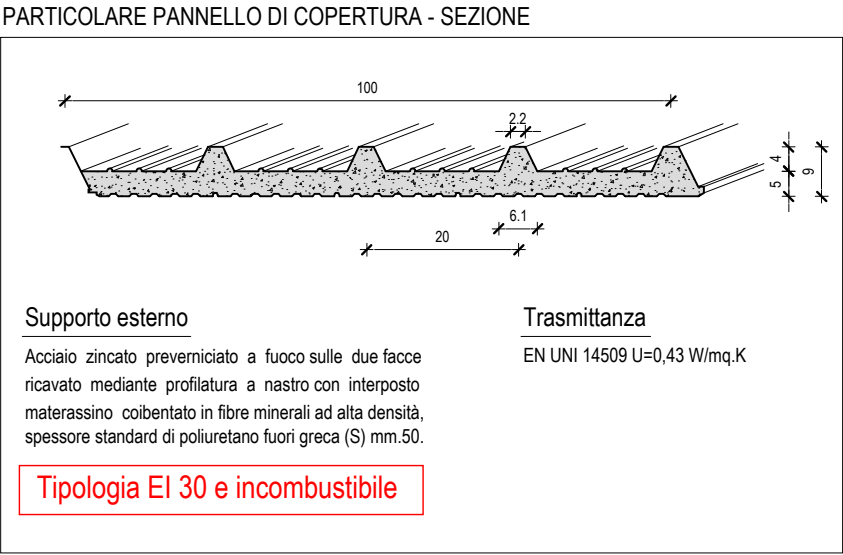 PARTICOLARE PANNELLO DI COPERTURA - SEZIONE
100
2.2
4
9
5
6.1
20
Supporto esterno
Acciaio zincato preverniciato a fuoco sulle due facce
ricavato mediante profilatura a nastro con interposto
materassino coibentato in fibre minerali ad alta densità,
spessore standard di poliuretano fuori greca (S) mm.50.
Tipologia EI 30 e incombustibile
Trasmittanza
EN UNI 14509 U=0,43 W/mq.K